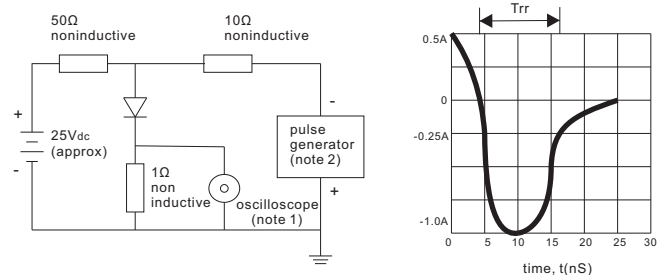 50Ω
noninductive
10Ω
noninductive
+
25Vdc
(approx)
-
1Ω
non
inductive
oscilloscope
(note 1)
-
pulse
generator
(note 2)
+
Trr
0.5A
0
-0.25A
-1.0A
0 5 10 15 20 25 30
time, t(nS)